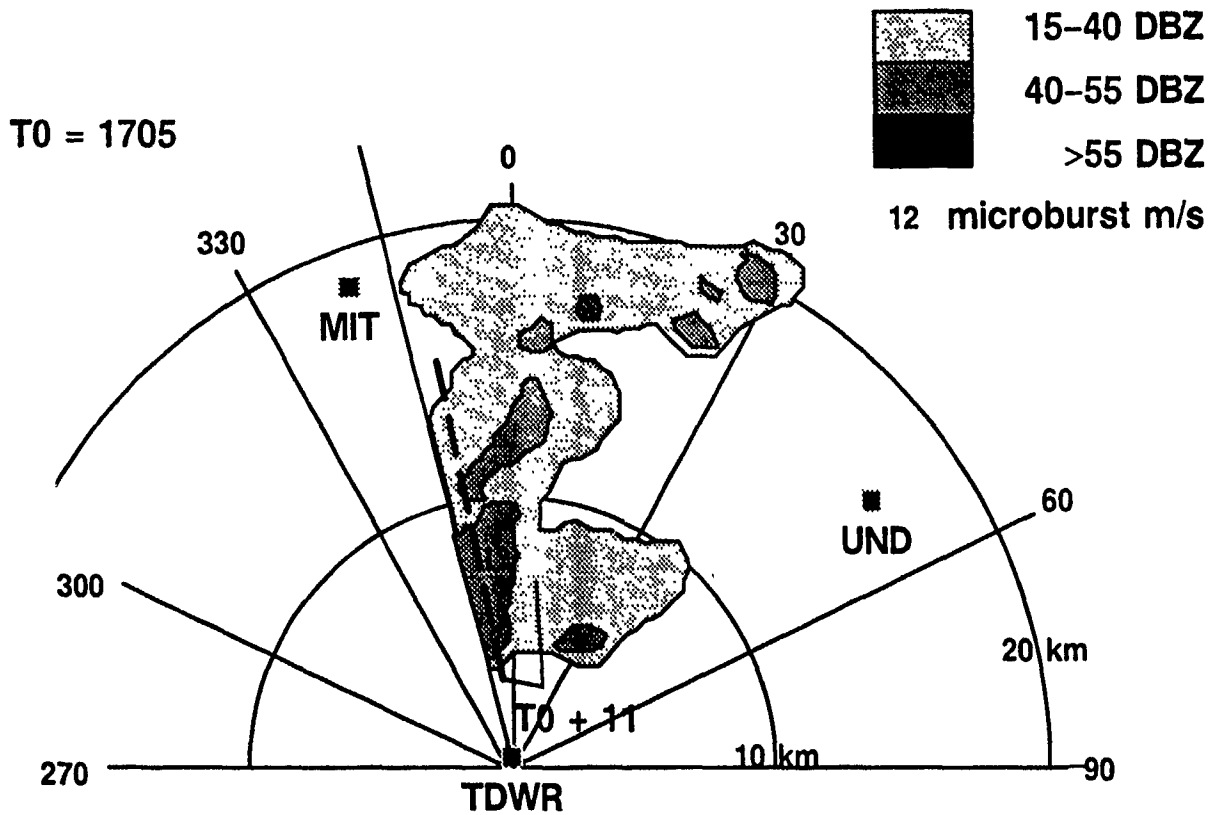 15–40 DBZ
40–55 DBZ
>55 DBZ
12 microburst m/s
T0 = 1705
0
330
30
MIT
60
UND
300
20 km
T0 + 11
10 km
270
90
TDWR